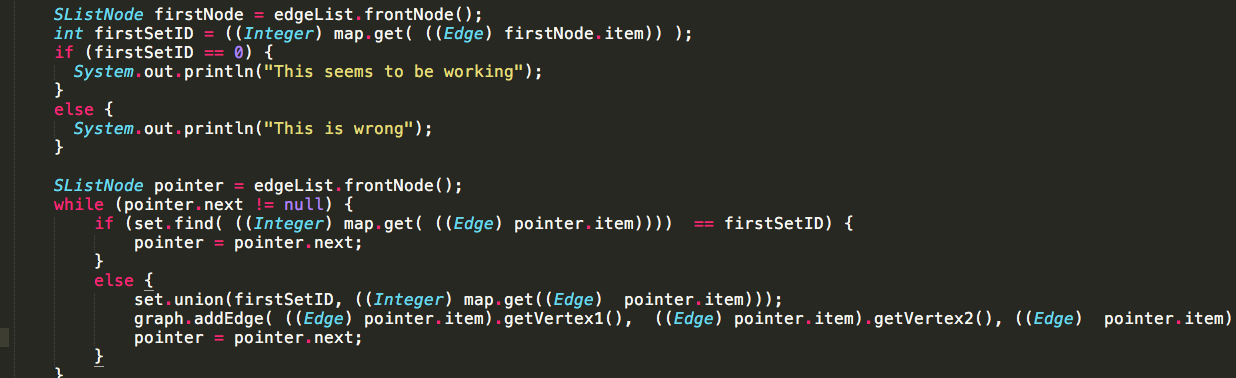 SListNode firstNode = edgeList.frontNode();
int firstSetID = ((Integer) map.get( ((Edge) firstNode.item)) );
if (firstSetID == 0) {
System.out.println("This seems to be working");
}
else {
System.out.println("This is wrong");
}
SListNode pointer = edgeList.frontNode();
while (pointer.next != null) {
if (set.find( ((Integer) map.get( ((Edge) pointer.item))))  == firstSetID) {
pointer = pointer.next;
}
else {
set.union(firstSetID, ((Integer) map.get((Edge)  pointer.item)));
graph.addEdge( ((Edge) pointer.item).getVertex1(),  ((Edge) pointer.item).getVertex2(), ((Edge)  pointer.item)
pointer = pointer.next;
}
}